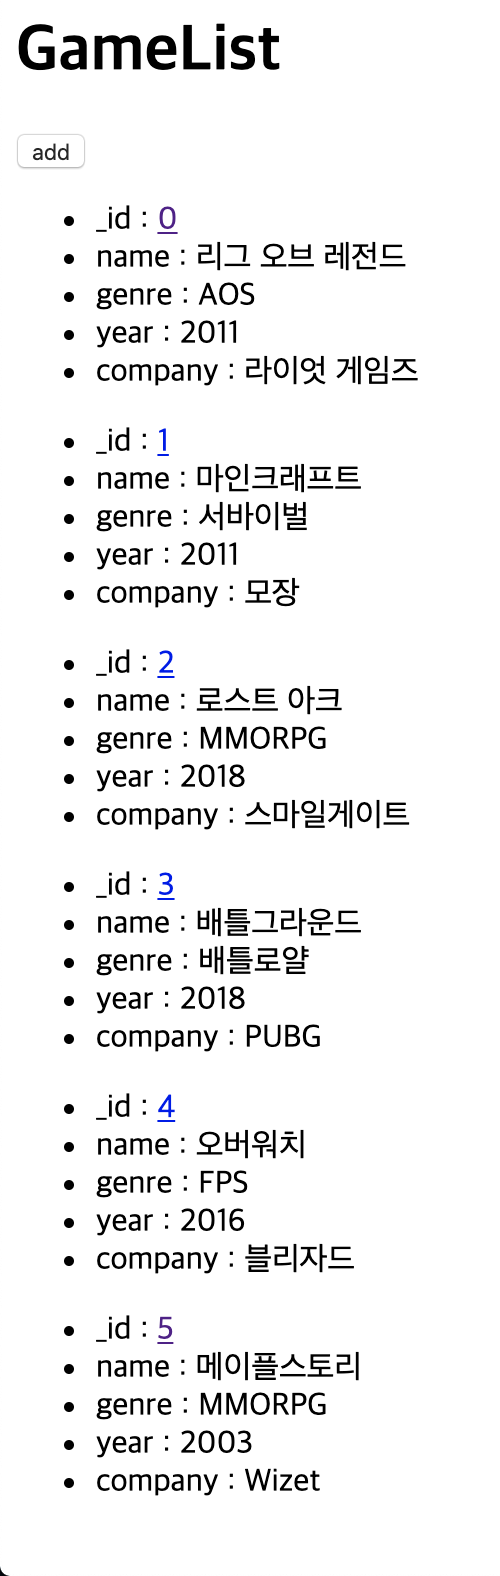 GameList
add
_id : 0
name : 리그 오브 레전드
genre : AOS
year : 2011
company : 라이엇 게임즈
_id : 1
name : 마인크래프트
genre : 서바이벌
year : 2011
company : 모장
_id : 2
name : 로스트 아크
genre : MMORPG
year : 2018
company : 스마일게이트
_id : 3
name : 배틀그라운드
genre : 배틀로얄
year : 2018
company : PUBG
_id : 4
name : 오버워치
genre : FPS
year : 2016
company : 블리자드
_id : 5
name : 메이플스토리
genre : MMORPG
year : 2003
company : Wizet